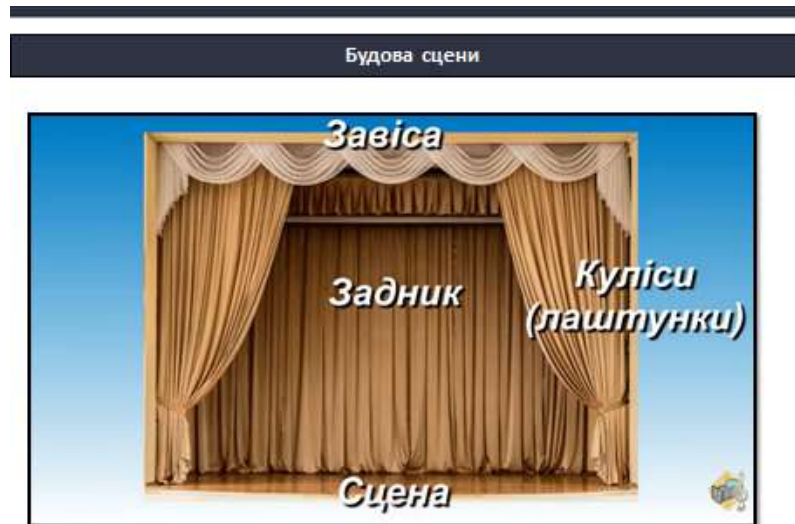 Будова сцени
Завіса
Задник
Куліси
(лаштунки)
Сцена